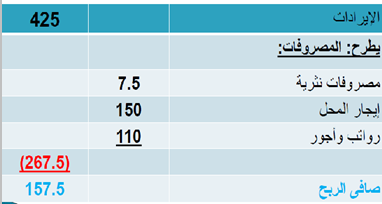 الإيرادات 425
يطرح: المصروفات:
مصروفات نثرية 7.5
إيجار المحل 150
رواتب وأجور 110
(267.5)
صافى الربح 157.5